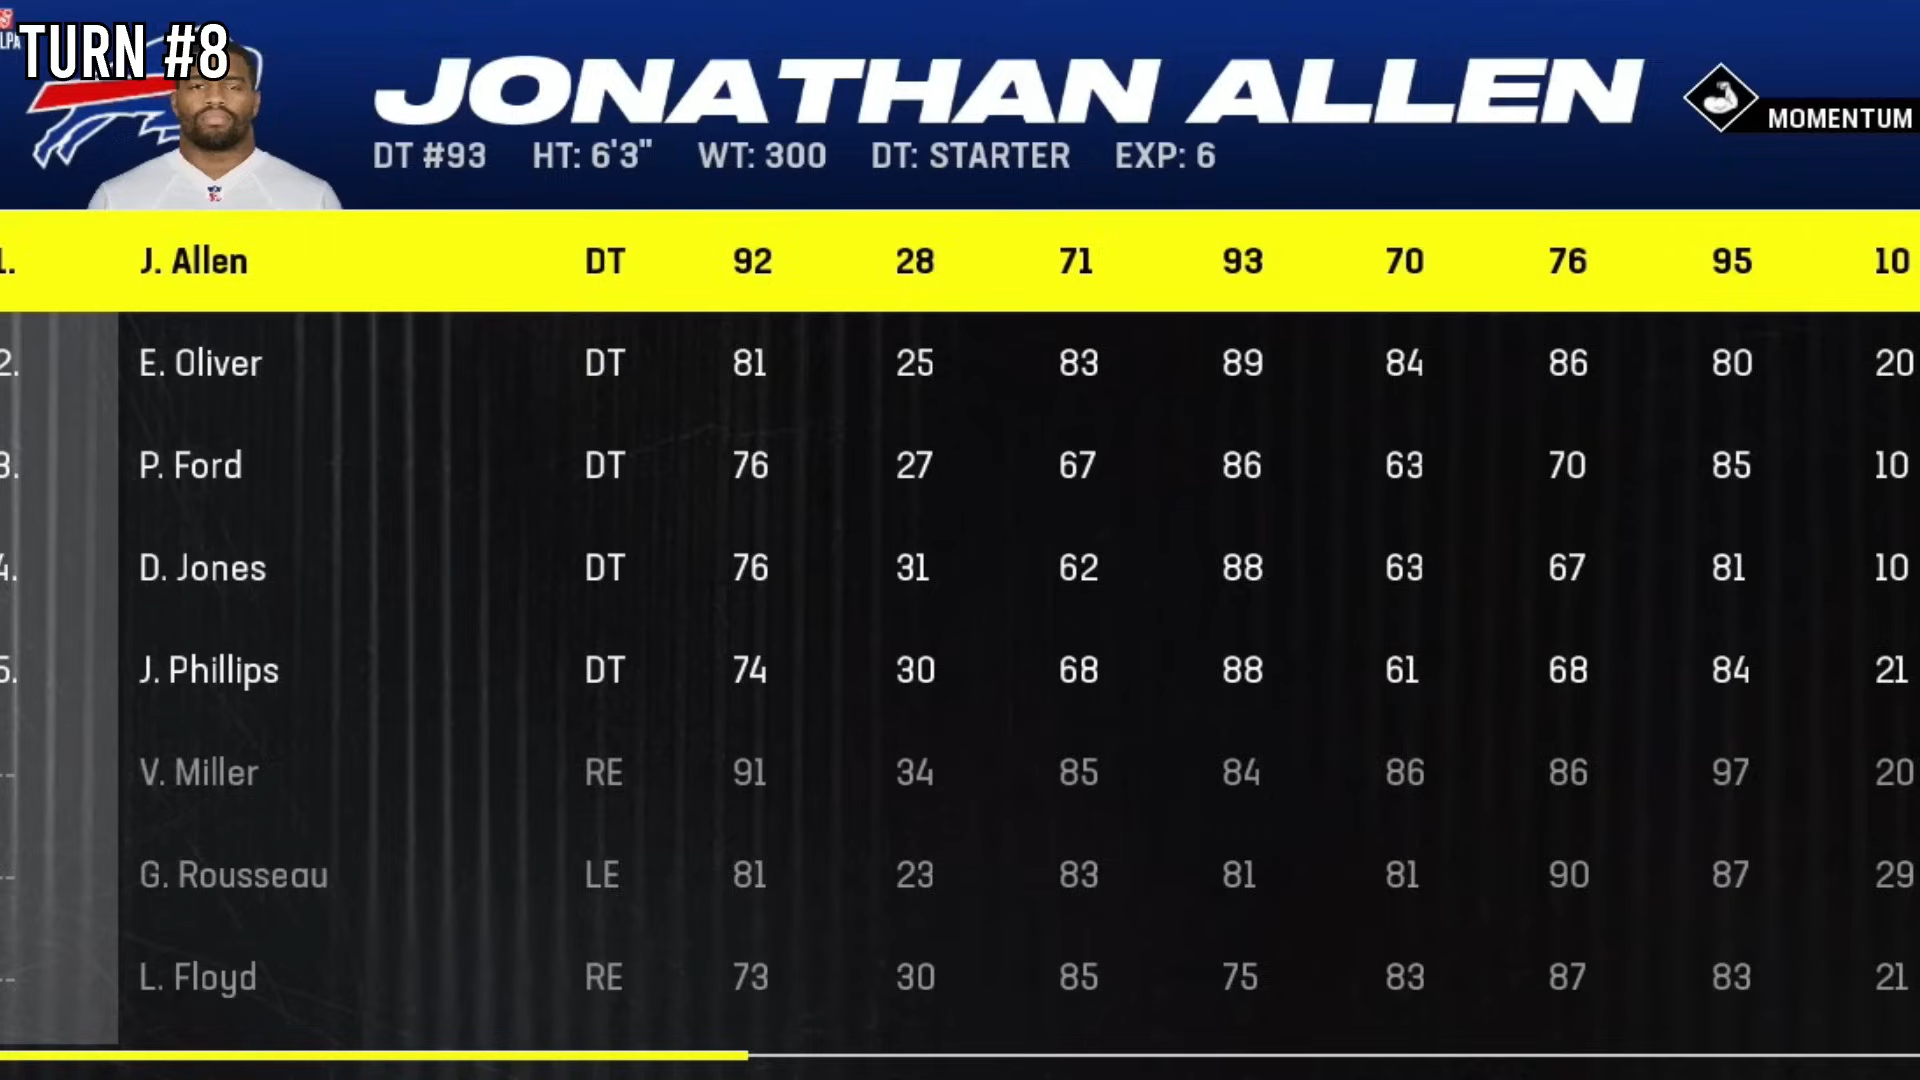 TURN #8
JONATHAN ALLEN
MOMENTUM
DT #93 HT: 6'3" WT: 300 DT: STARTER EXP: 6
1. J. Allen DT 92 28 71 93 70 76 95 10
2. E. Oliver DT 81 25 83 89 84 86 80 20
3. P. Ford DT 76 27 67 86 63 70 85 10
4. D. Jones DT 76 31 62 88 63 67 81 10
5. J. Phillips DT 74 30 68 88 61 68 84 21
-- V. Miller RE 91 34 85 84 86 86 97 20
-- G. Rousseau LE 81 23 83 81 81 90 87 29
-- L. Floyd RE 73 30 85 75 83 87 83 21